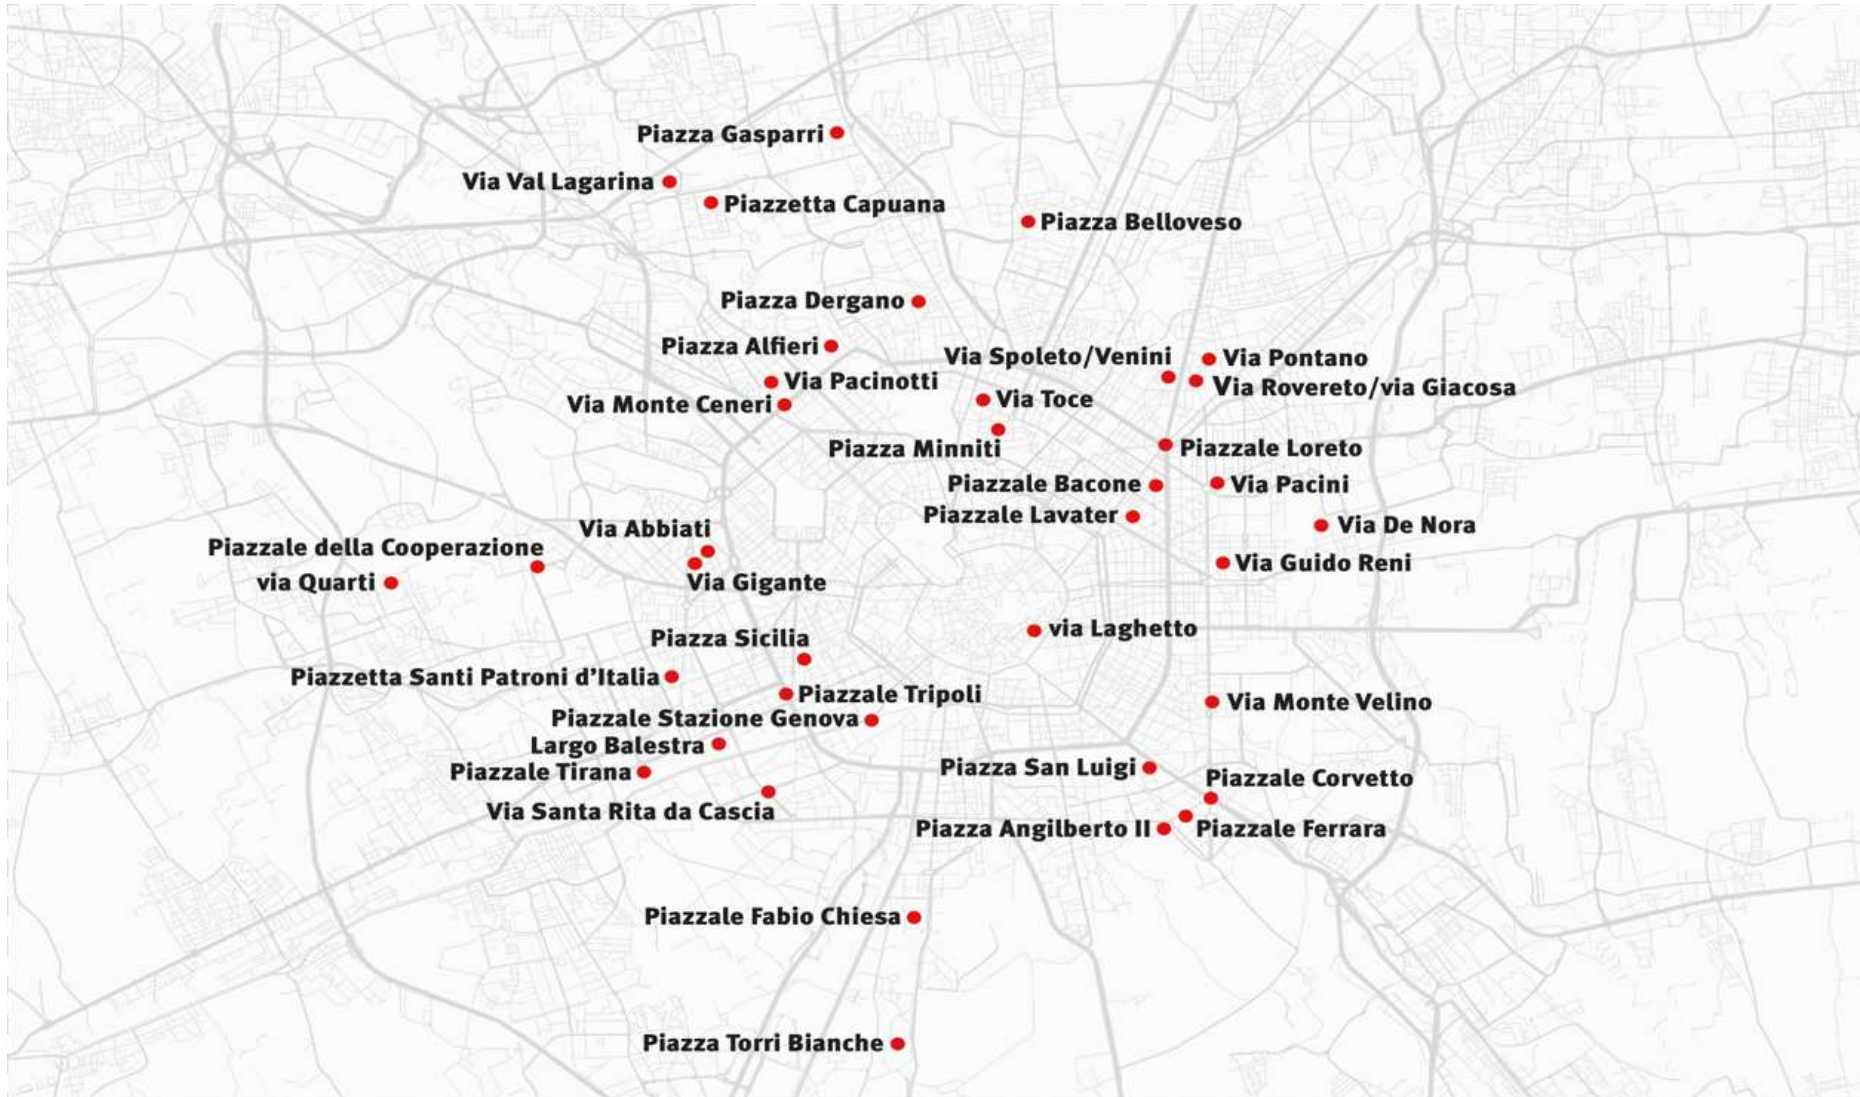 Piazza Gasparri
Via Val Lagarina
Piazzetta Capuana
Piazza Belloveso
Piazza Dergano
Piazza Alfieri
Via Spoleto/Venini
Via Pontano
Via Pacinotti
Via Rovereto/via Giacosa
Via Monte Ceneri
Via Toce
Piazza Minniti
Piazzale Loreto
Piazzale Bacone
Via Pacini
Piazzale Lavater
Via De Nora
Via Abbiati
Piazzale della Cooperazione
Via Guido Reni
via Quarti
Via Gigante
via Laghetto
Piazza Sicilia
Piazzetta Santi Patroni d'Italia
Piazzale Tripoli
Via Monte Velino
Piazzale Stazione Genova
Largo Balestra
Piazza San Luigi
Piazzale Tirana
Piazzale Corvetto
Via Santa Rita da Cascia
Piazza Angilberto II
Piazzale Ferrara
Piazzale Fabio Chiesa
Piazza Torri Bianche